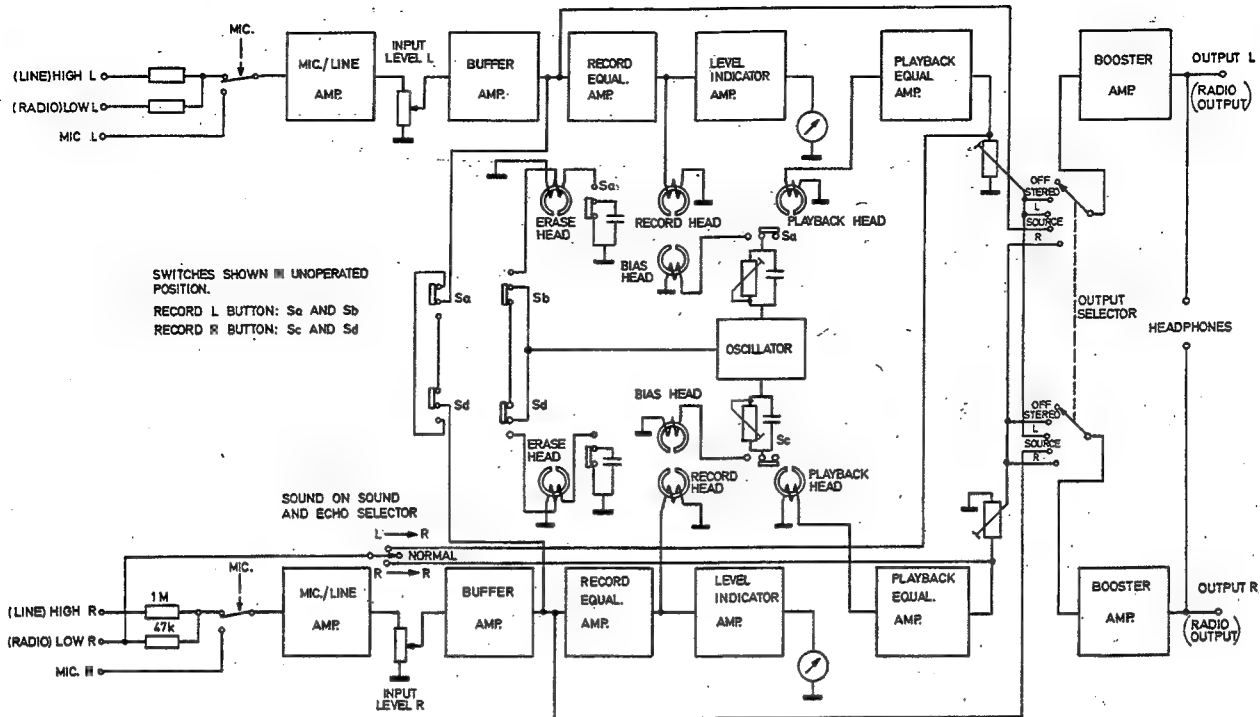 MIC.
INPUT
LEVEL L
(LINE) HIGH L
(RADIO) LOW L
MIC L
MIC./LINE
AMP.
BUFFER
AMP.
RECORD
EQUAL.
AMP.
LEVEL
INDICATOR
AMP.
PLAYBACK
EQUAL
AMP.
BOOSTER
AMP.
OUTPUT L
(RADIO
OUTPUT)
ERASE
HEAD
Sa
RECORD HEAD
PLAYBACK HEAD
BIAS
HEAD
Sa
OFF
STEREO
L
SOURCE
R
SWITCHES SHOWN UNOPERATED
POSITION.
RECORD L BUTTON: Sa AND Sb
RECORD BUTTON: Sc AND Sd
Sa
Sb
OSCILLATOR
OUTPUT
SELECTOR
HEADPHONES
Sd
Sd
BIAS HEAD
Sc
ERASE
HEAD
RECORD
HEAD
PLAYBACK
HEAD
OFF
STEREO
L
SOURCE
R
SOUND ON SOUND
AND ECHO SELECTOR
L R
NORMAL
R R
MIC.
(LINE) HIGH R
1M
47k
(RADIO) LOW R
MIC.
MIC./LINE
AMP.
INPUT
LEVEL R
BUFFER
AMP.
RECORD
EQUAL.
AMP.
LEVEL
INDICATOR
AMP.
PLAYBACK
EQUAL.
AMP.
BOOSTER
AMP.
OUTPUT R
(RADIO
OUTPUT)